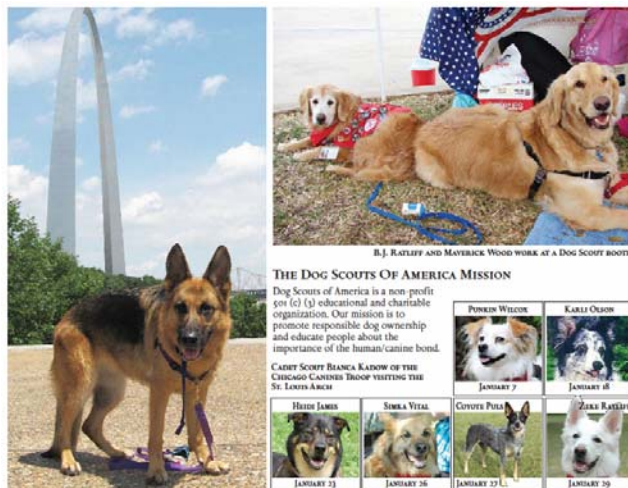 B.J. Ratliff and Maverick Wood work at a Dog Scout booth
The Dog Scouts Of America Mission
Dog Scouts of America is a non-profit
501 (c) (3) educational and charitable
organization. Our mission is to
promote responsible dog ownership
and educate people about the
importance of the human/canine bond.
Cadet Scout Bianca Kadow of the
Chicago Canines Troop visiting the
St. Louis Arch
Punkin Wilcox
January 7
Karli Olson
January 18
Heidi James
January 23
Simka Vital
January 26
Coyote Puls
January 27
Zeke Ratliff
January 29